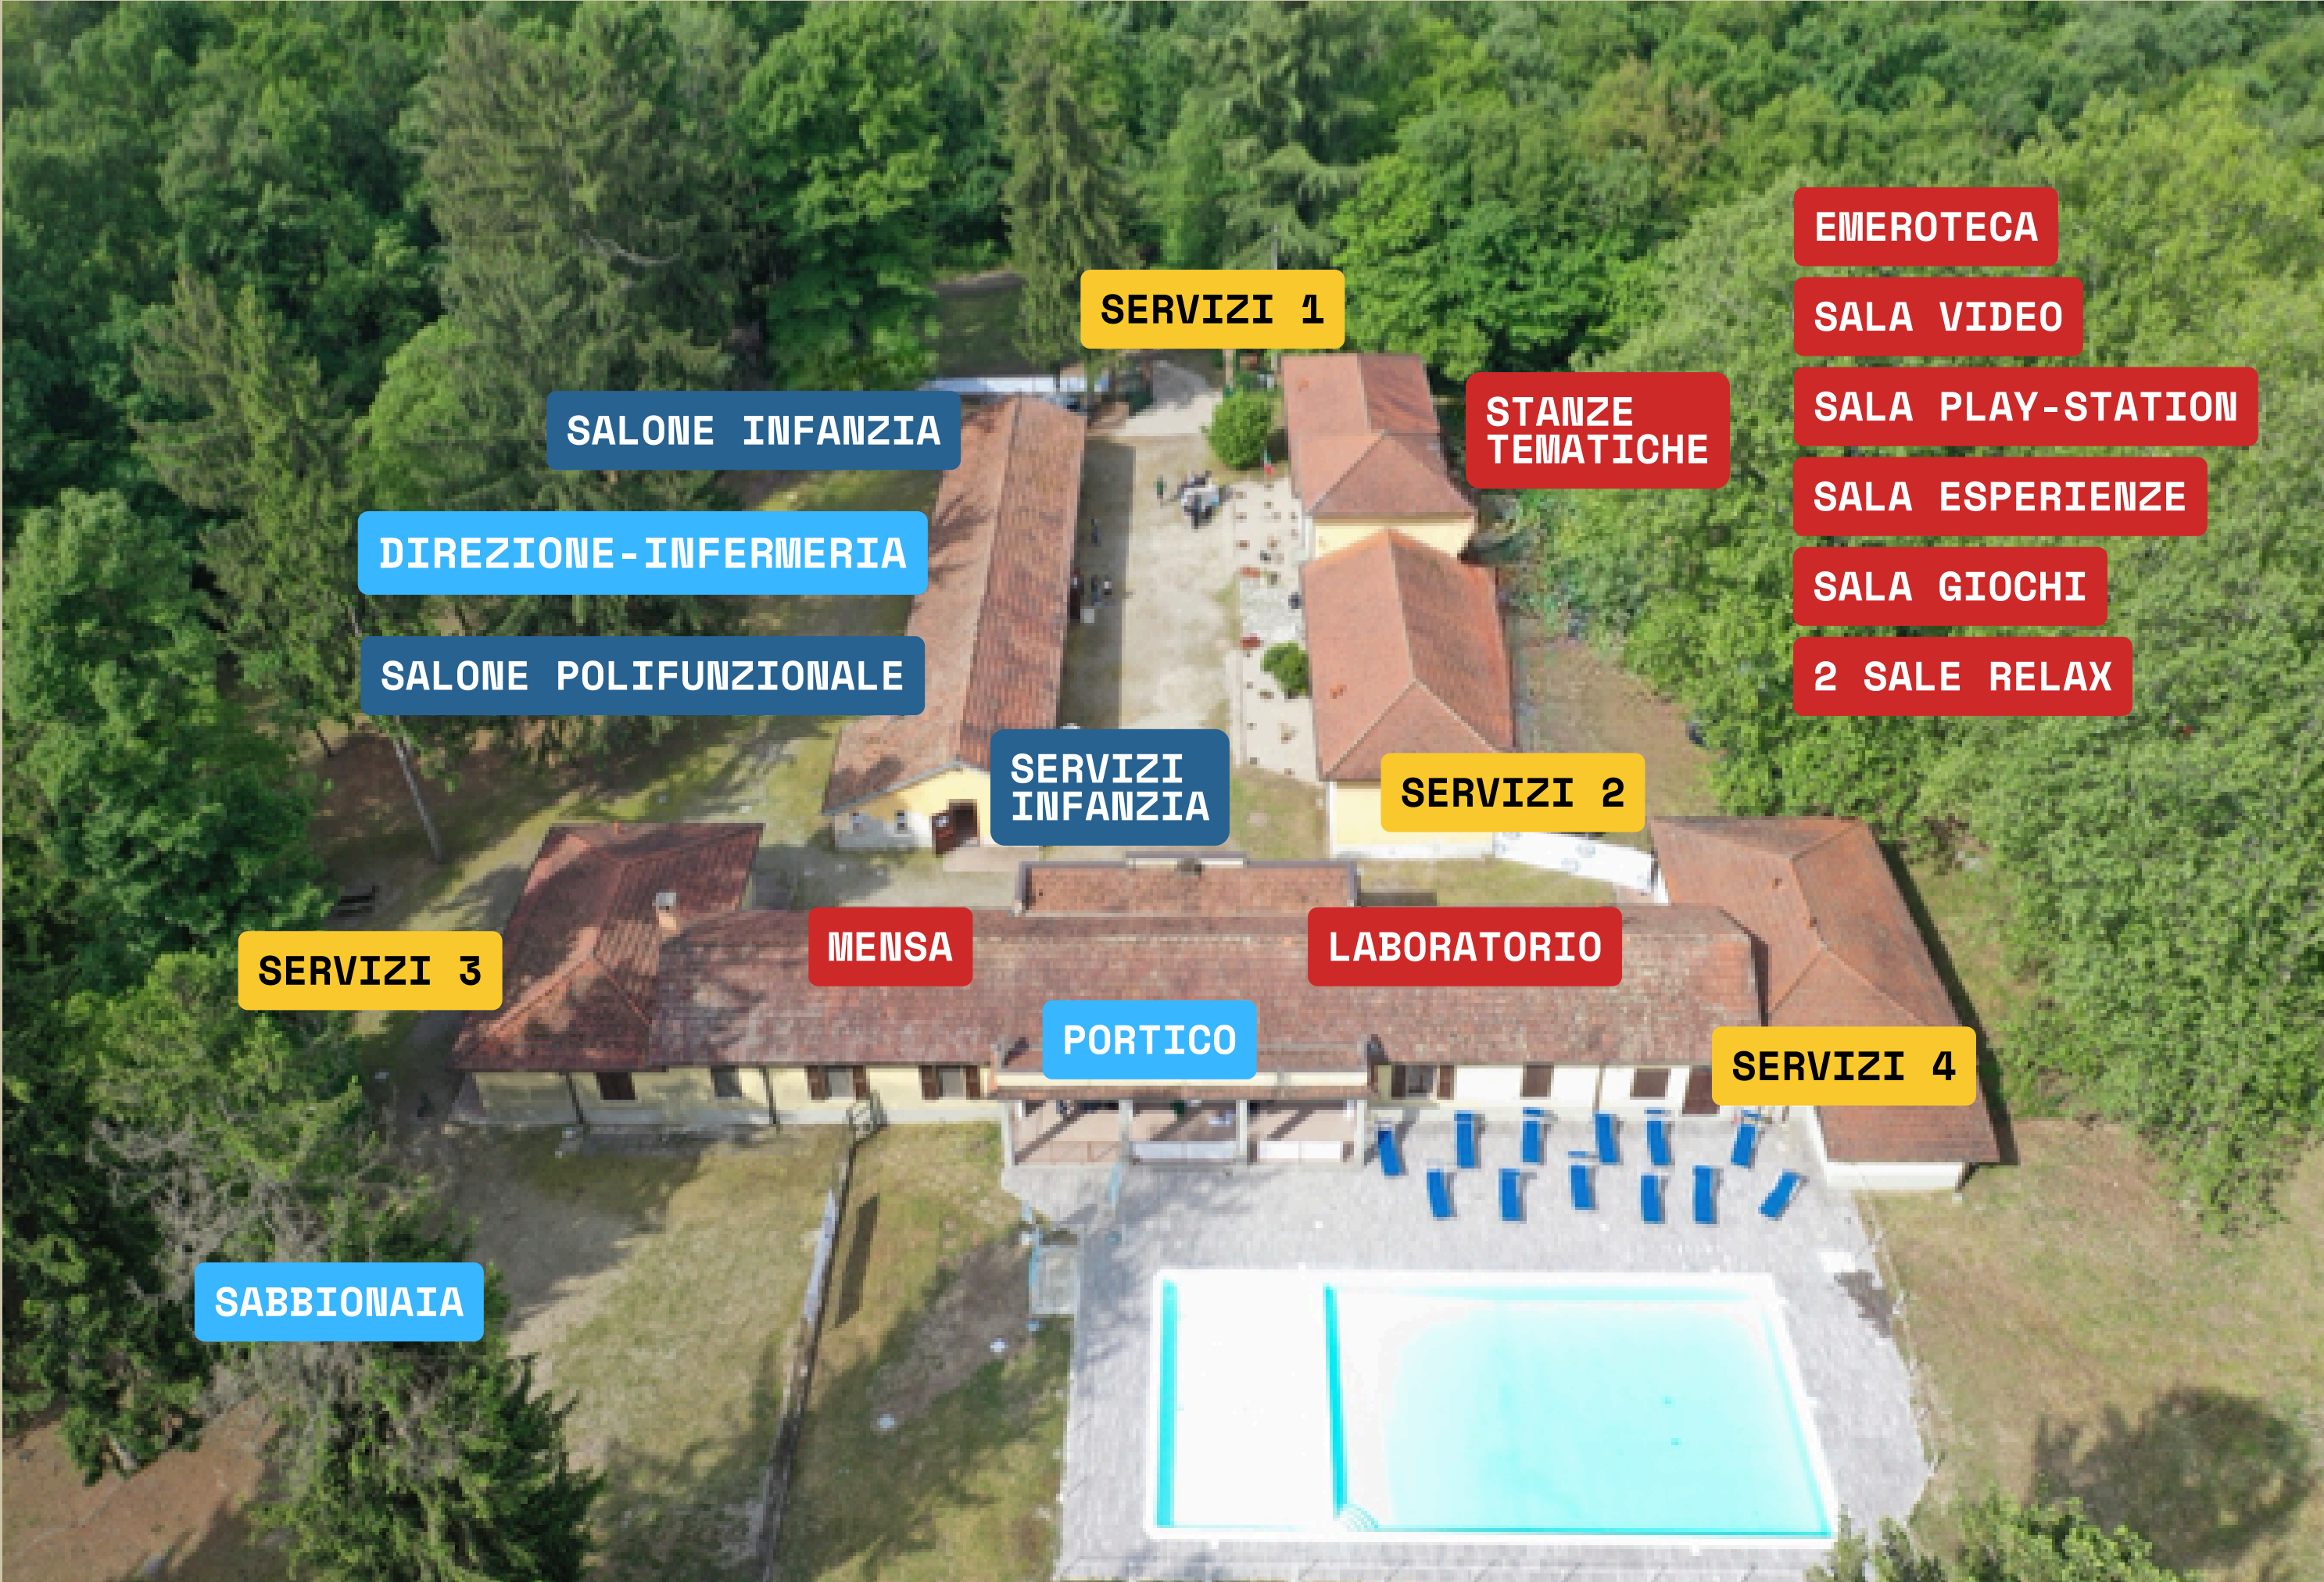 EMEROTECA
SERVIZI 1
SALA VIDEO
SALONE INFANZIA
STANZE
TEMATICHE
SALA PLAY-STATION
SALA ESPERIENZE
DIREZIONE-INFERMERIA
SALA GIOCHI
SALONE POLIFUNZIONALE
2 SALE RELAX
SERVIZI
INFANZIA
SERVIZI 2
SERVIZI 3
MENSA
LABORATORIO
PORTICO
SERVIZI 4
SABBIONAIA